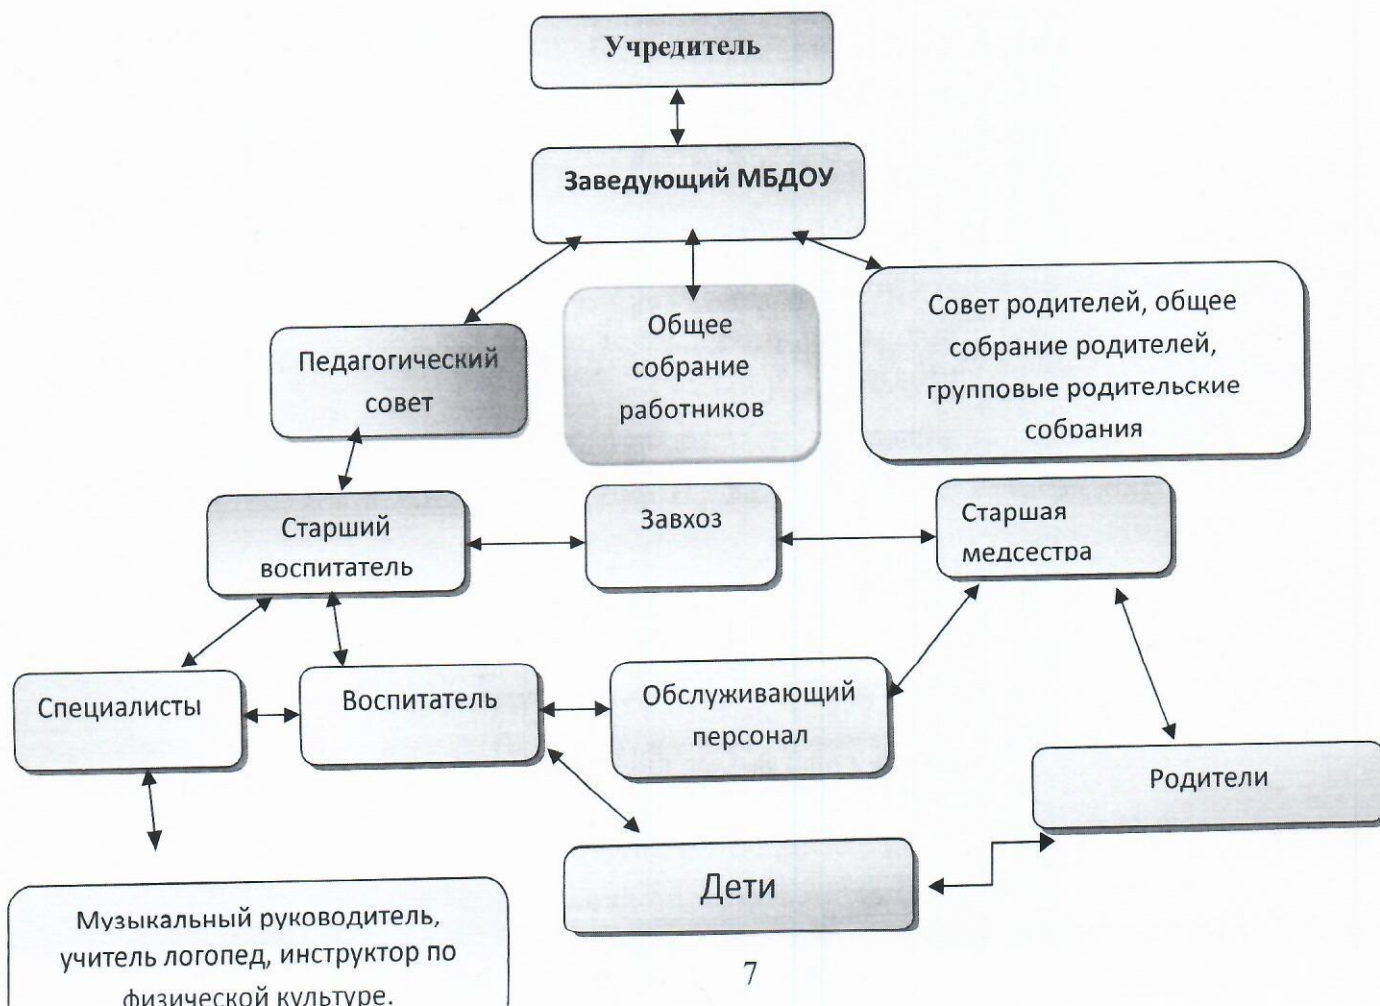 Учредитель
Заведующий МБДОУ
Педагогический
совет
Общее
собрание
работников
Совет родителей, общее
собрание родителей,
групповые родительские
собрания
Старший
воспитатель
Завхоз
Старшая
медсестра
Специалисты
Воспитатель
Обслуживающий
персонал
Родители
Дети
Музыкальный руководитель,
учитель логопед, инструктор по
физической культуре.
7